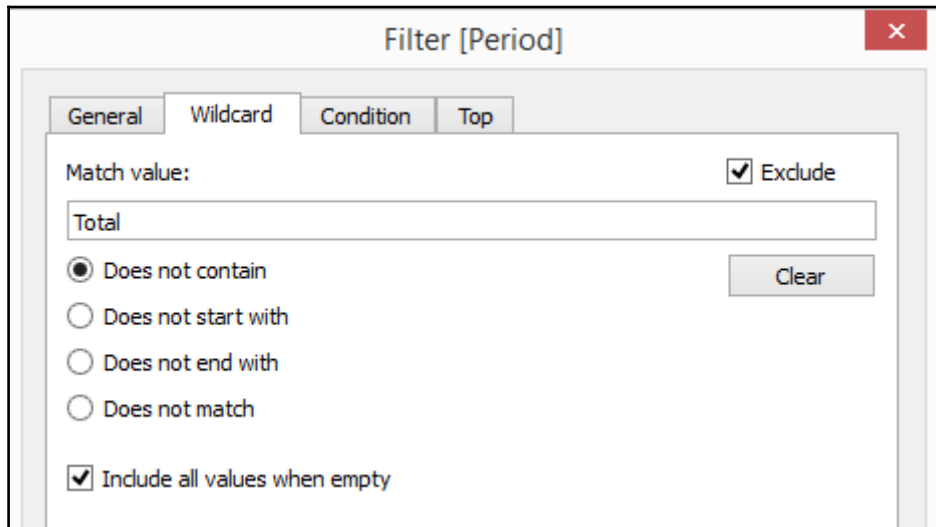 Filter [Period]
General Wildcard Condition Top
Match value: Exclude
Total
Does not contain Clear
Does not start with
Does not end with
Does not match
Include all values when empty